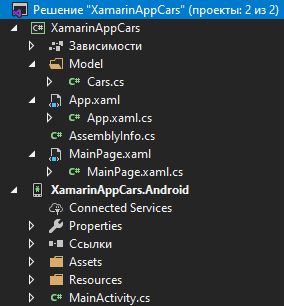 Решение "XamarinAppCars" (проекты: 2 из 2)
XamarinAppCars
Зависимости
Model
Cars.cs
App.xaml
App.xaml.cs
AssemblyInfo.cs
MainPage.xaml
MainPage.xaml.cs
XamarinAppCars.Android
Connected Services
Properties
Ссылки
Assets
Resources
MainActivity.cs